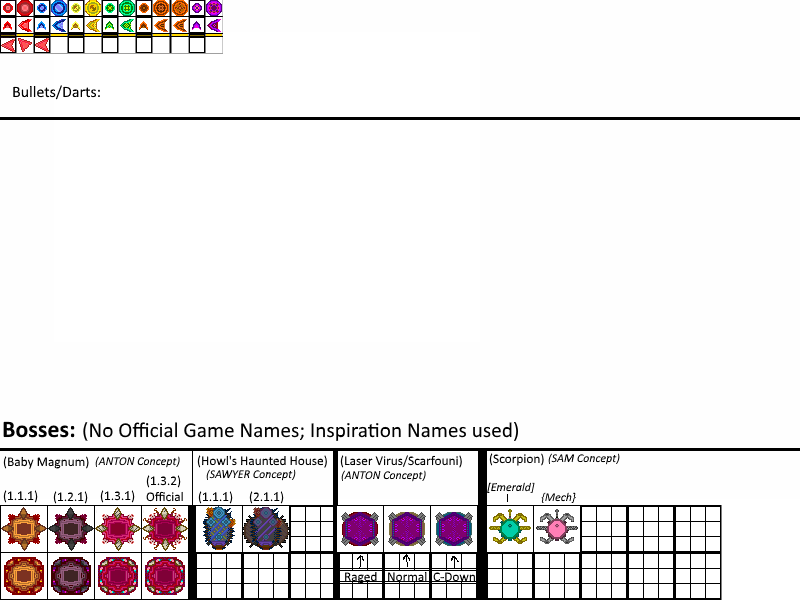 Bullets/Darts:
Bosses: (No Official Game Names; Inspiration Names used)
(Baby Magnum) (ANTON Concept)
(1.1.1) (1.2.1) (1.3.1) (1.3.2) Official
(Howl's Haunted House)
(SAWYER Concept)
(1.1.1) (2.1.1)
(Laser Virus/Scarfouni)
(ANTON Concept)
Raged Normal C-Down
(Scorpion) (SAM Concept)
[Emerald] (Mech}